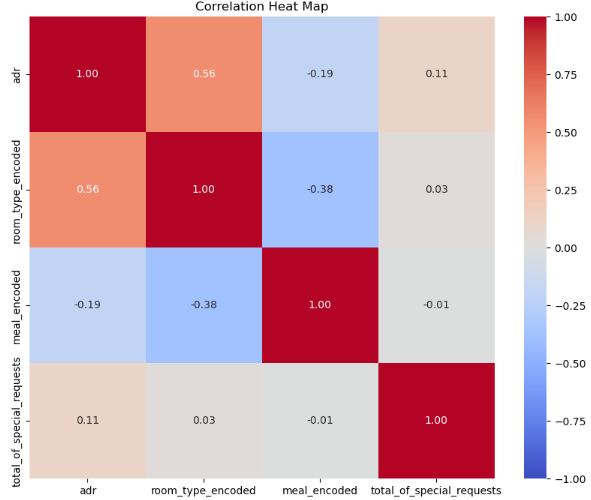 Correlation Heat Map
adr
1.00
0.56
-0.19
0.11
room_type_encoded
0.56
1.00
-0.38
0.03
meal_encoded
-0.19
-0.38
1.00
-0.01
total_of_special_requests
0.11
0.03
-0.01
1.00
adr
room_type_encoded
meal_encoded
total_of_special_requests
1.00
0.75
0.50
0.25
0.00
−0.25
−0.50
−0.75
−1.00